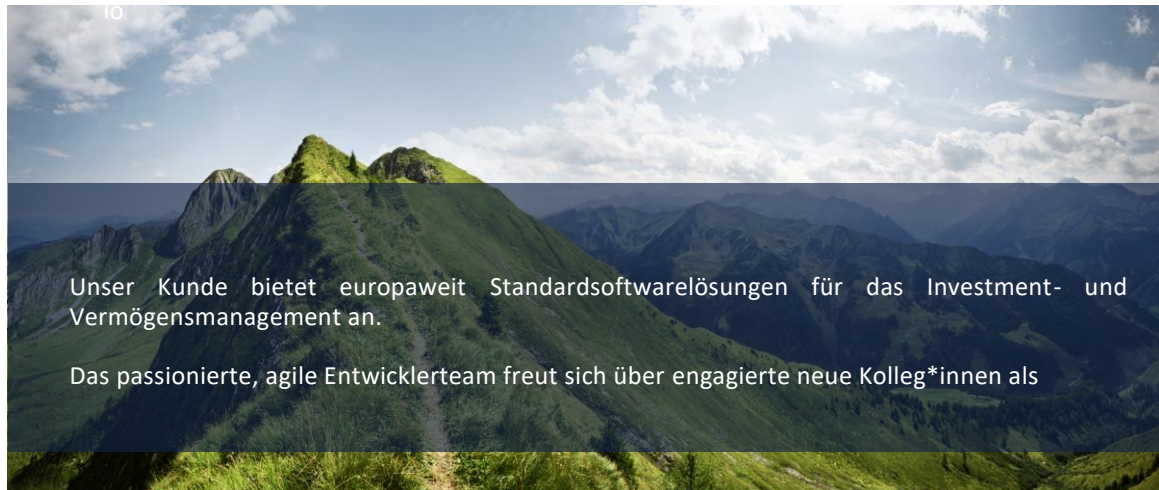 lo
Unser Kunde bietet europaweit Standardsoftwarelösungen für das Investment- und
Vermögensmanagement an.
Das passionierte, agile Entwicklerteam freut sich über engagierte neue Kolleg*innen als